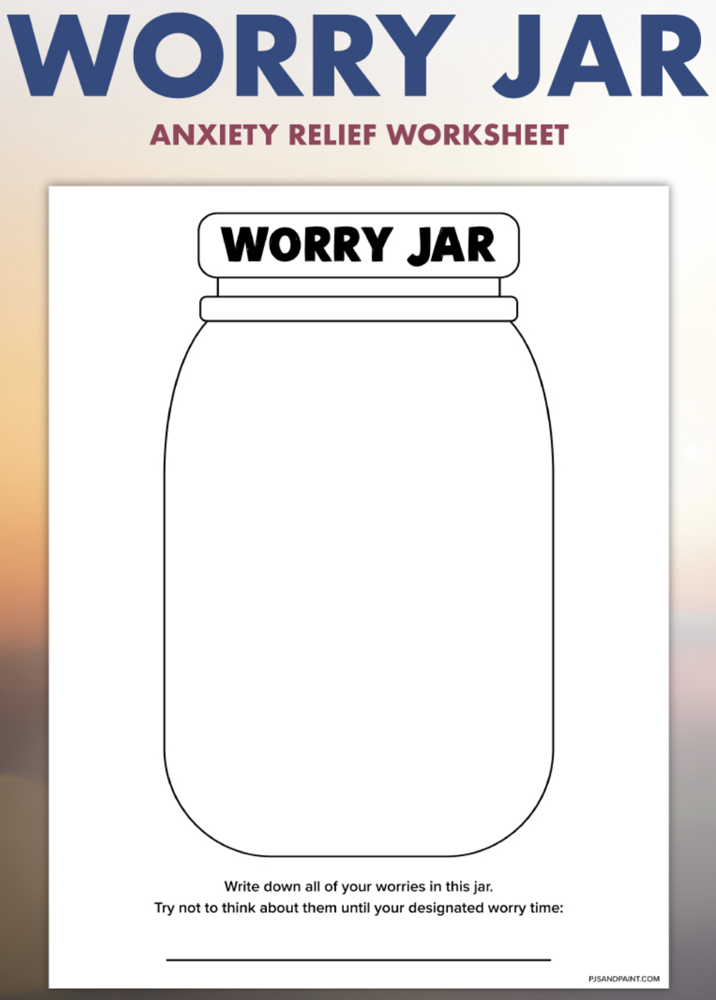 WORRY JAR
ANXIETY RELIEF WORKSHEET
WORRY JAR
Write down all of your worries in this jar.
Try not to think about them until your designated worry time:
PJSANDPAINT.COM